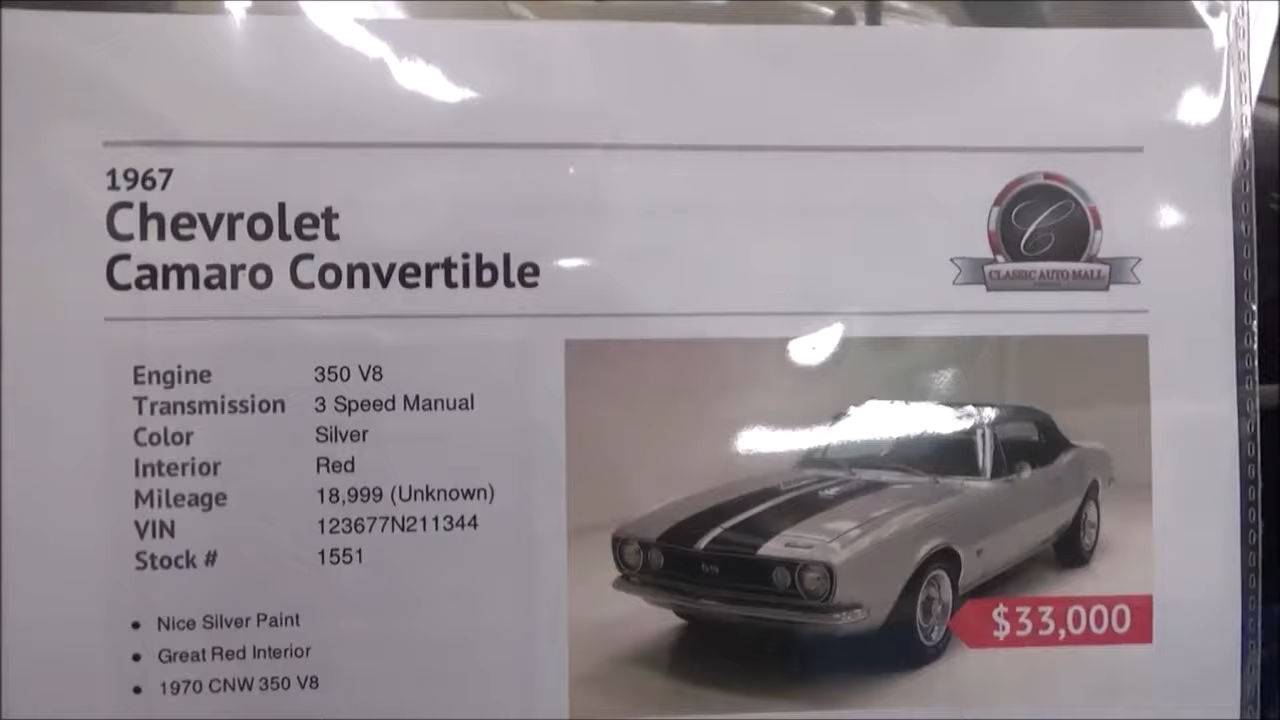 1967
Chevrolet
Camaro Convertible
C
CLASSIC AUTO MALL
Engine 350 V8
Transmission 3 Speed Manual
Color Silver
Interior Red
Mileage 18,999 (Unknown)
VIN 123677N211344
Stock # 1551
• Nice Silver Paint
• Great Red Interior
• 1970 CNW 350 V8
SS
$33,000